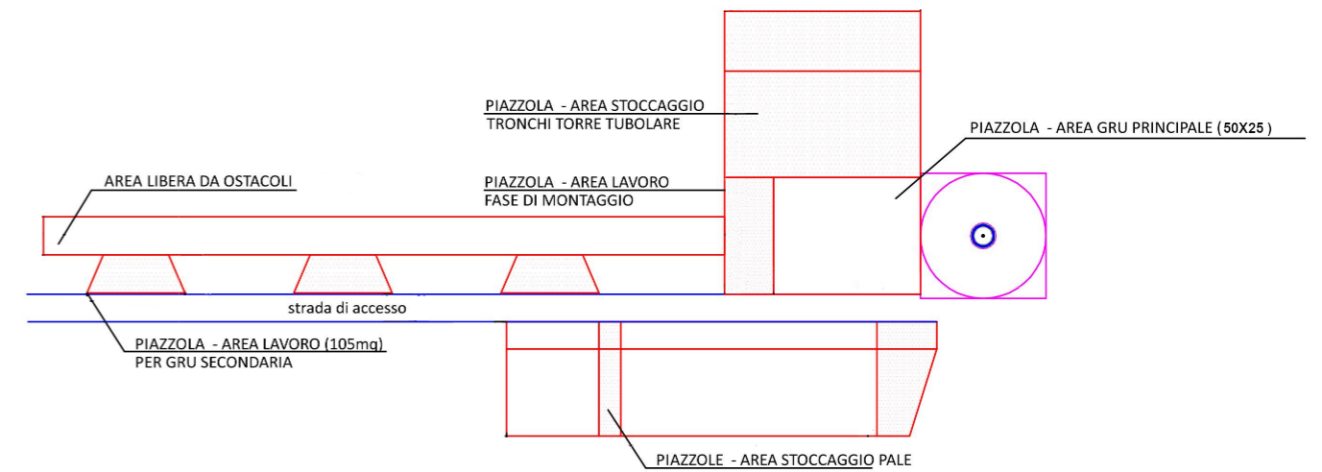 PIAZZOLA - AREA STOCCAGGIO
TRONCHI TORRE TUBOLARE
PIAZZOLA - AREA GRU PRINCIPALE (50X25)
AREA LIBERA DA OSTACOLI
PIAZZOLA - AREA LAVORO
FASE DI MONTAGGIO
strada di accesso
PIAZZOLA - AREA LAVORO (105mq)
PER GRU SECONDARIA
PIAZZOLE - AREA STOCCAGGIO PALE